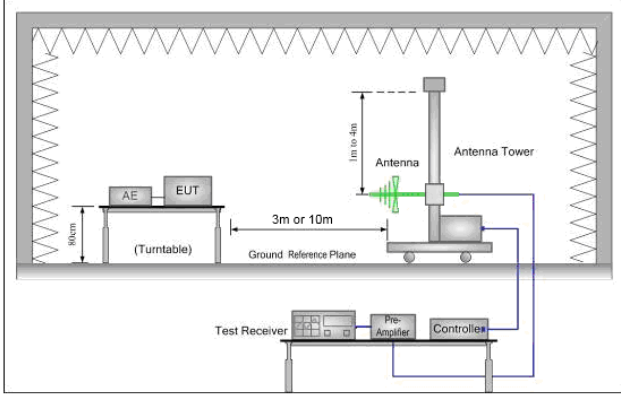 1m to 4m
Antenna
Antenna Tower
AE
EUT
80cm
(Turntable)
3m or 10m
Ground Reference Plane
Test Receiver
Pre-
Amplifier
Controller